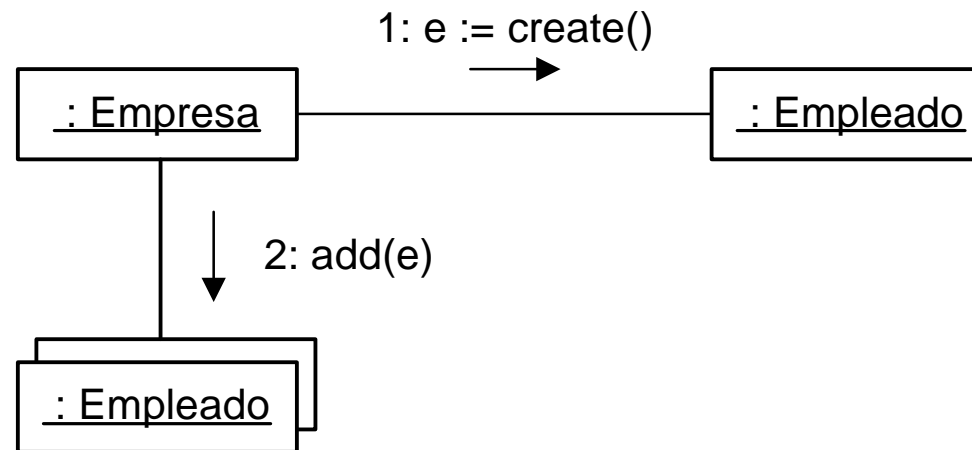 1: e := create()
: Empresa
: Empleado
2: add(e)
: Empleado